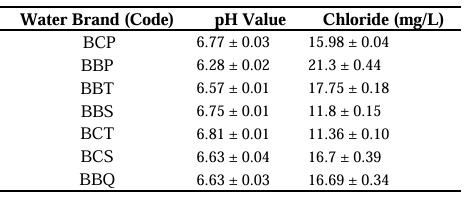 Water Brand (Code) pH Value Chloride (mg/L)
BCP 6.77 ± 0.03 15.98 ± 0.04
BBP 6.28 ± 0.02 21.3 ± 0.44
BBT 6.57 ± 0.01 17.75 ± 0.18
BBS 6.75 ± 0.01 11.8 ± 0.15
BCT 6.81 ± 0.01 11.36 ± 0.10
BCS 6.63 ± 0.04 16.7 ± 0.39
BBQ 6.63 ± 0.03 16.69 ± 0.34